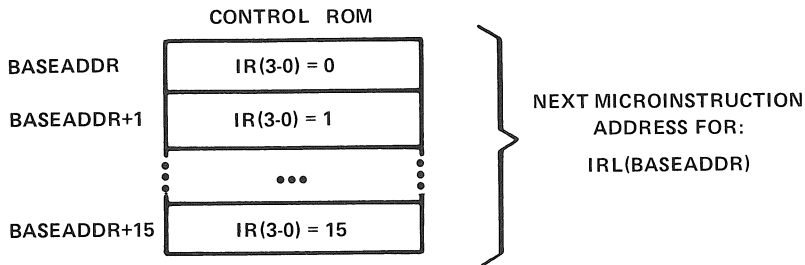 CONTROL ROM
BASEADDR IR(3-0) = 0
BASEADDR+1 IR(3-0) = 1
•••
BASEADDR+15 IR(3-0) = 15
NEXT MICROINSTRUCTION
ADDRESS FOR:
IRL(BASEADDR)